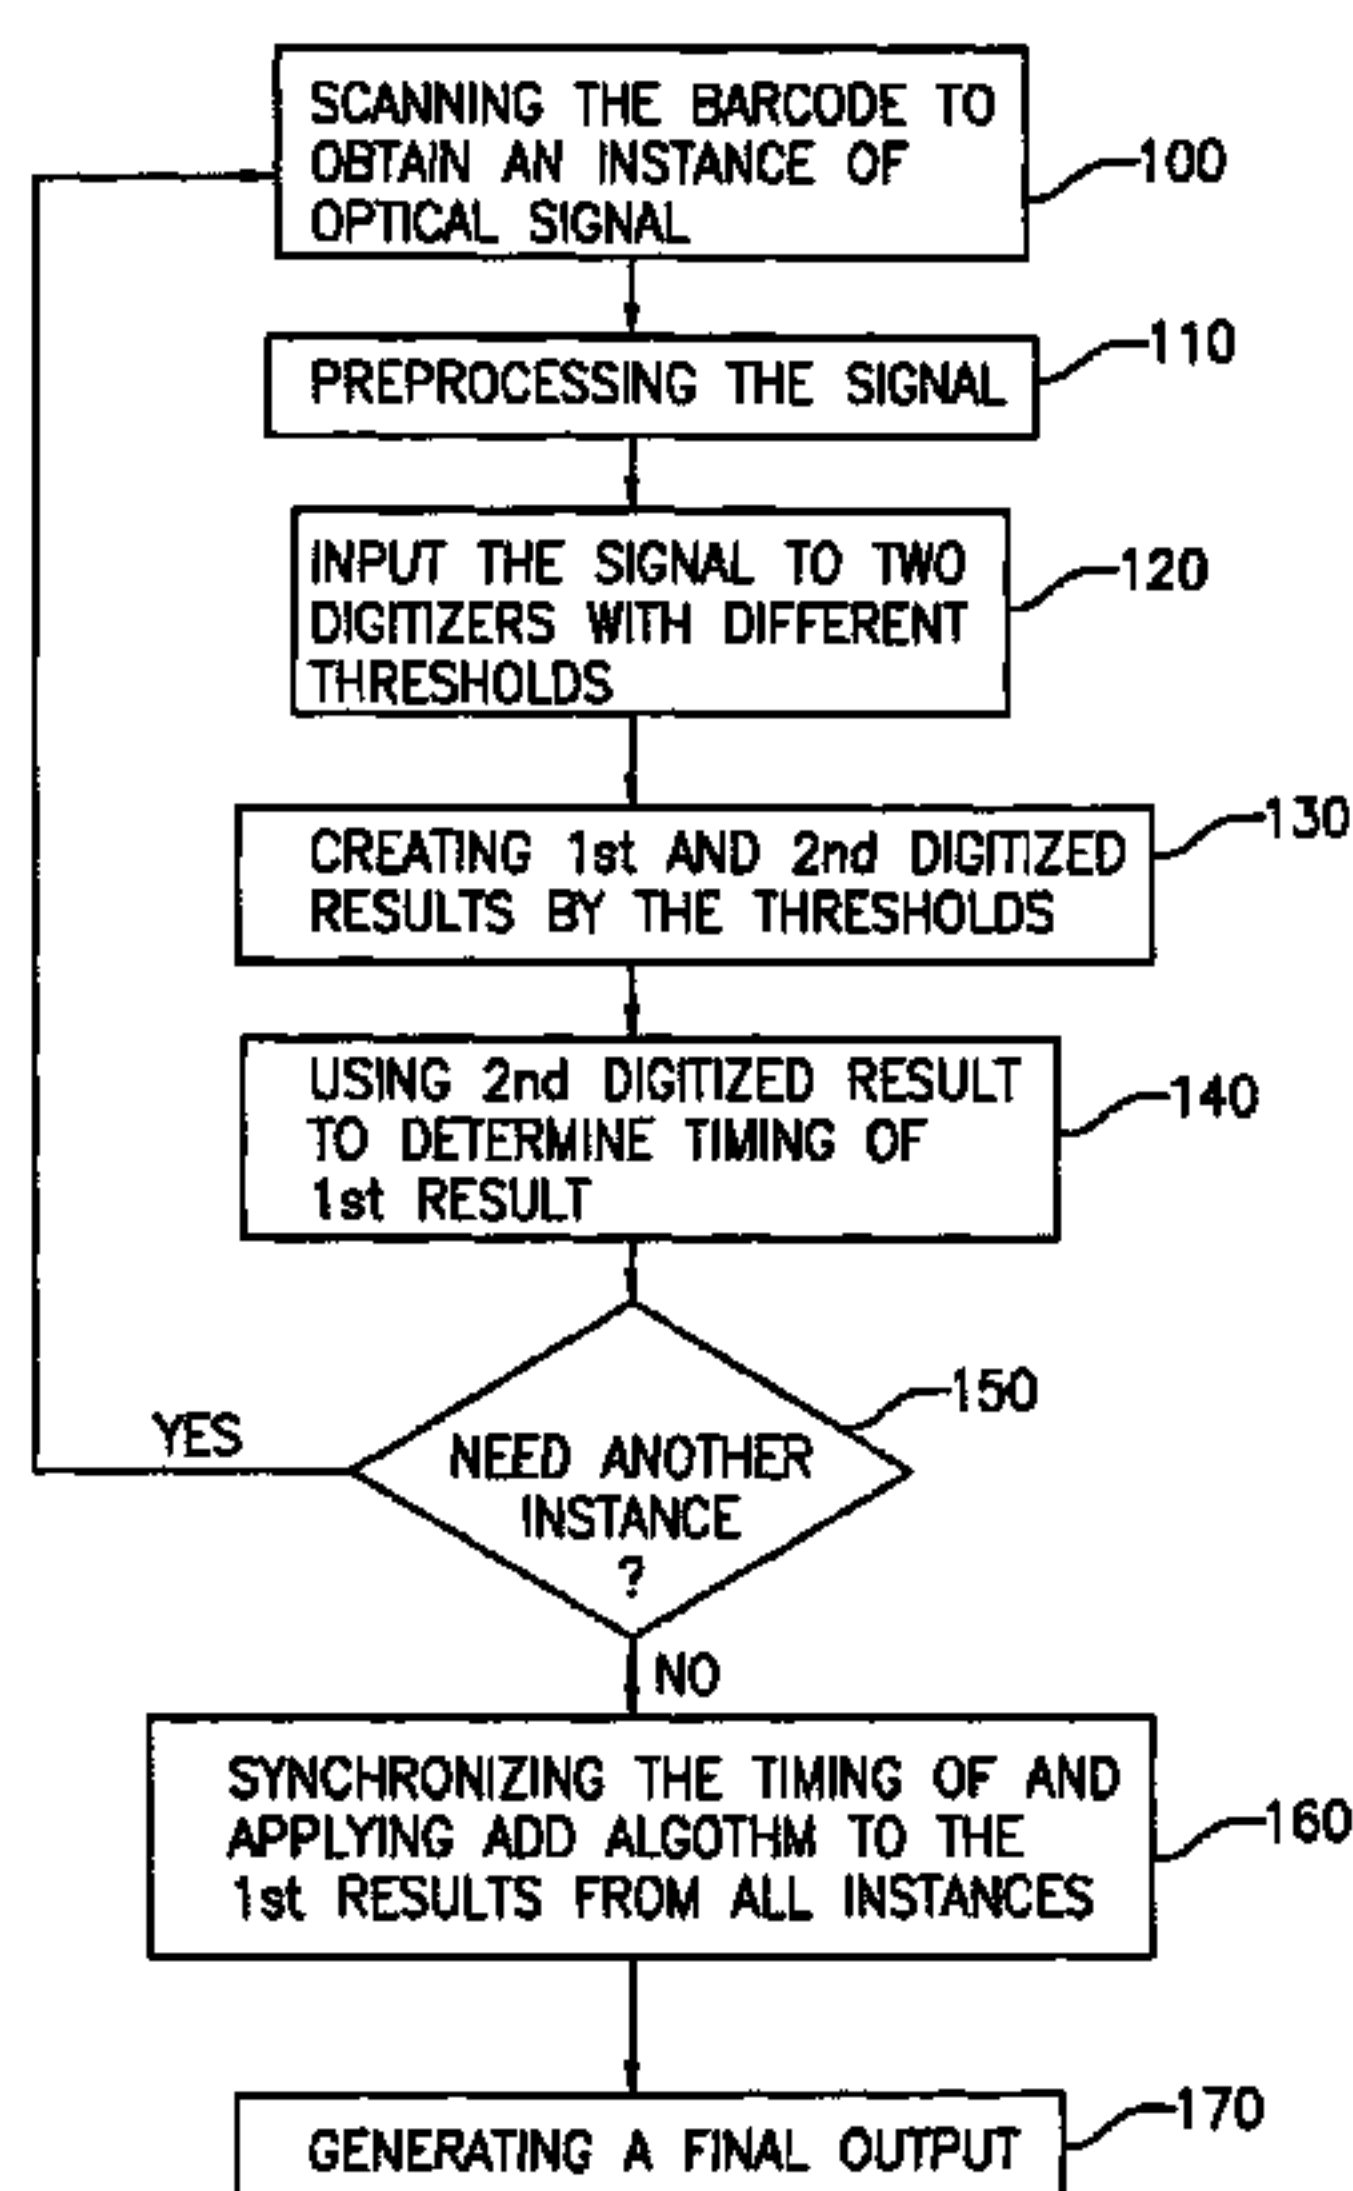 SCANNING THE BARCODE TO
OBTAIN AN INSTANCE OF
OPTICAL SIGNAL
100
PREPROCESSING THE SIGNAL
110
INPUT THE SIGNAL TO TWO
DIGITIZERS WITH DIFFERENT
THRESHOLDS
120
CREATING 1st AND 2nd DIGITIZED
RESULTS BY THE THRESHOLDS
130
USING 2nd DIGITIZED RESULT
TO DETERMINE TIMING OF
1st RESULT
140
150
YES
NEED ANOTHER
INSTANCE
?
NO
SYNCHRONIZING THE TIMING OF AND
APPLYING ADD ALGOTHM TO THE
1st RESULTS FROM ALL INSTANCES
160
GENERATING A FINAL OUTPUT
170